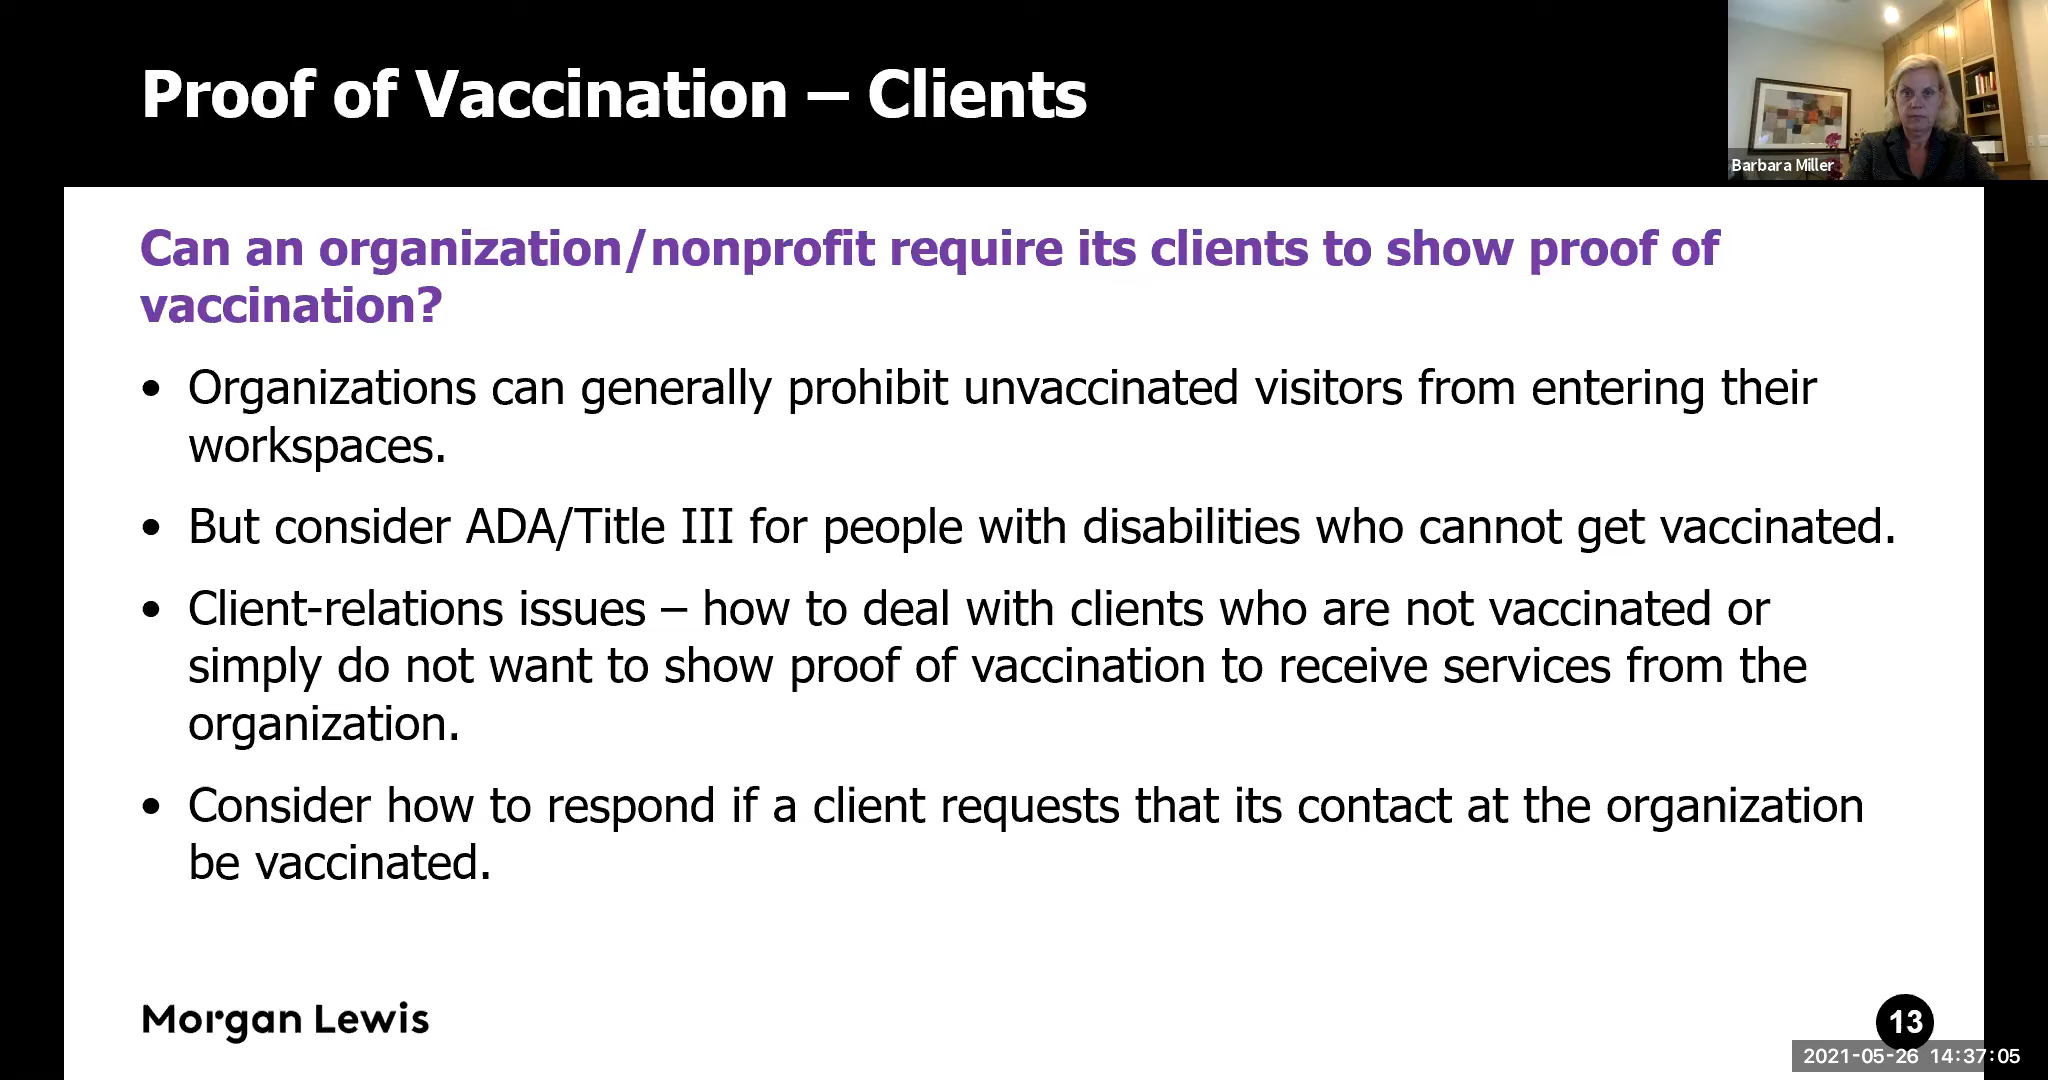 Proof of Vaccination – Clients
Barbara Miller
Can an organization/nonprofit require its clients to show proof of
vaccination?
• Organizations can generally prohibit unvaccinated visitors from entering their
workspaces.
• But consider ADA/Title III for people with disabilities who cannot get vaccinated.
• Client-relations issues – how to deal with clients who are not vaccinated or
simply do not want to show proof of vaccination to receive services from the
organization.
• Consider how to respond if a client requests that its contact at the organization
be vaccinated.
Morgan Lewis
13
2021-05-26 14:37:05